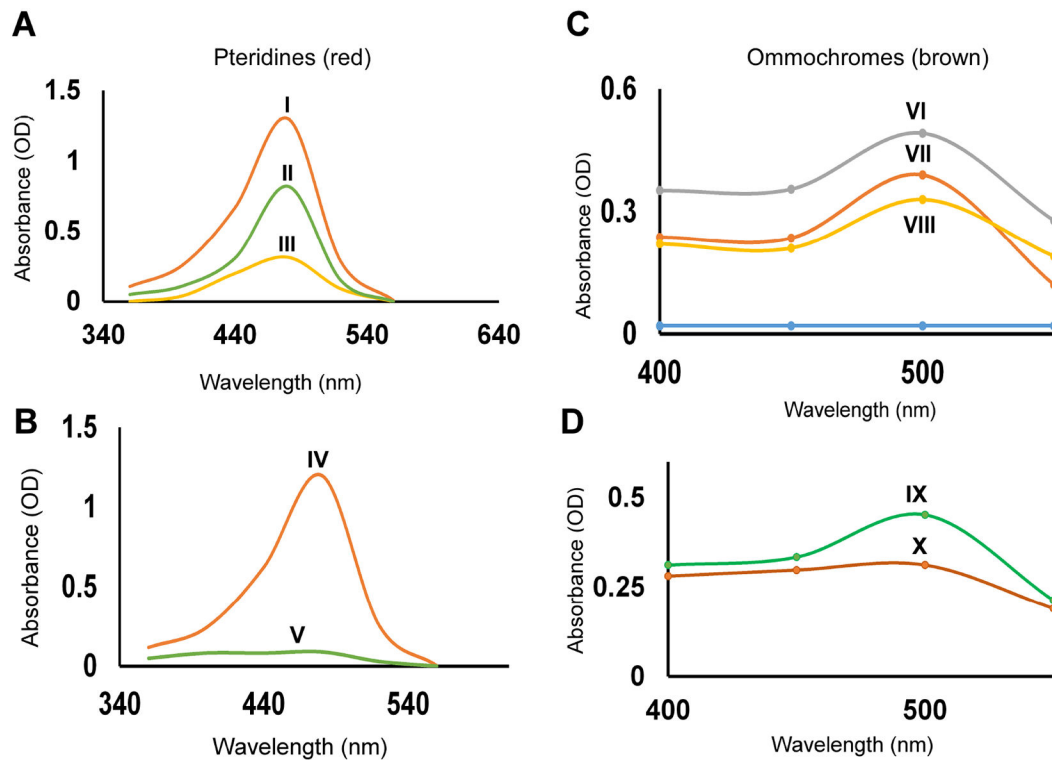 A
Pteridines (red)
Absorbance (OD)
1.5
1
0.5
0
I
II
III
340
440
540
640
Wavelength (nm)
B
Absorbance (OD)
1.5
1
0.5
0
IV
V
340
440
540
Wavelength (nm)
C
Ommochromes (brown)
Absorbance (OD)
0.6
0.3
0
VI
VII
VIII
400
500
Wavelength (nm)
D
Absorbance (OD)
0.5
0.25
0
IX
X
400
500
Wavelength (nm)